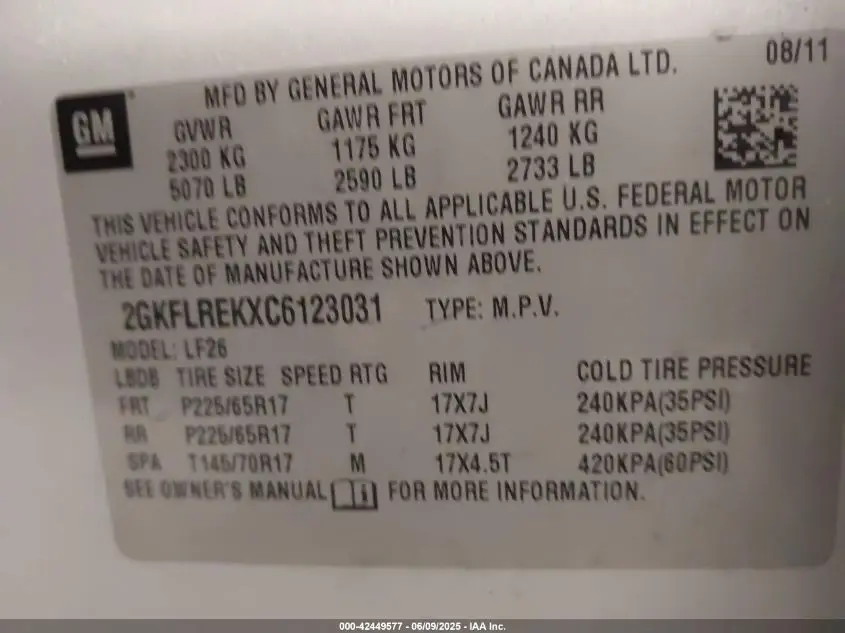 08/11
MFD BY GENERAL MOTORS OF CANADA LTD.
GM
GVWR GAWR FRT GAWR RR
2300 KG 1175 KG 1240 KG
5070 LB 2590 LB 2733 LB
THIS VEHICLE CONFORMS TO ALL APPLICABLE U.S. FEDERAL MOTOR
VEHICLE SAFETY AND THEFT PREVENTION STANDARDS IN EFFECT ON
THE DATE OF MANUFACTURE SHOWN ABOVE.
2GKFLREKXC6123031 TYPE: M.P.V.
MODEL: LF26
LBDB TIRE SIZE SPEED RTG RIM COLD TIRE PRESSURE
FRT P225/65R17 T 17X7J 240KPA(35PSI)
RR P225/65R17 T 17X7J 240KPA(35PSI)
SPA T145/70R17 M 17X4.5T 420KPA(60PSI)
SEE OWNER'S MANUAL FOR MORE INFORMATION.
000-42449577 - 06/09/2025 - IAA Inc.